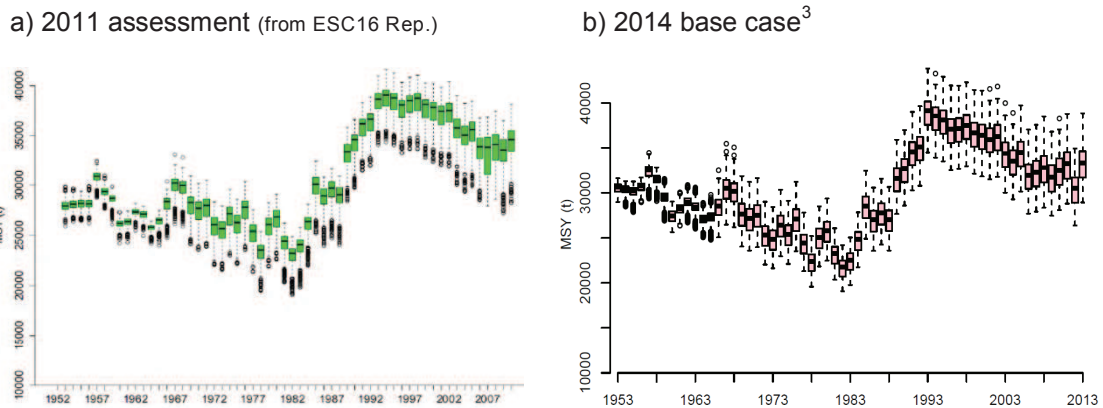 a) 2011 assessment (from ESC16 Rep.)
b) 2014 base case³
MSY (t)
40000
35000
30000
25000
20000
15000
10000
1952 1957 1962 1967 1972 1977 1982 1987 1992 1997 2002 2007
MSY (t)
40000
30000
20000
10000
1953 1963 1973 1983 1993 2003 2013